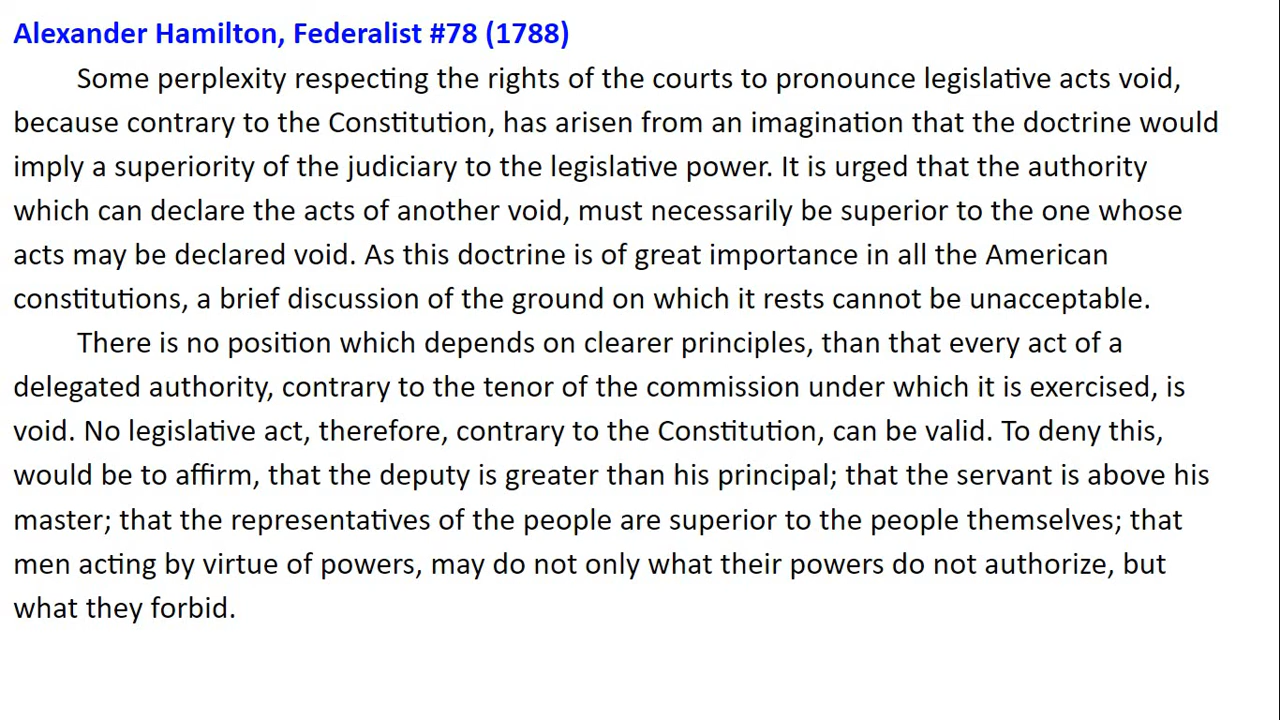 Alexander Hamilton, Federalist #78 (1788)
Some perplexity respecting the rights of the courts to pronounce legislative acts void,
because contrary to the Constitution, has arisen from an imagination that the doctrine would
imply a superiority of the judiciary to the legislative power. It is urged that the authority
which can declare the acts of another void, must necessarily be superior to the one whose
acts may be declared void. As this doctrine is of great importance in all the American
constitutions, a brief discussion of the ground on which it rests cannot be unacceptable.
There is no position which depends on clearer principles, than that every act of a
delegated authority, contrary to the tenor of the commission under which it is exercised, is
void. No legislative act, therefore, contrary to the Constitution, can be valid. To deny this,
would be to affirm, that the deputy is greater than his principal; that the servant is above his
master; that the representatives of the people are superior to the people themselves; that
men acting by virtue of powers, may do not only what their powers do not authorize, but
what they forbid.